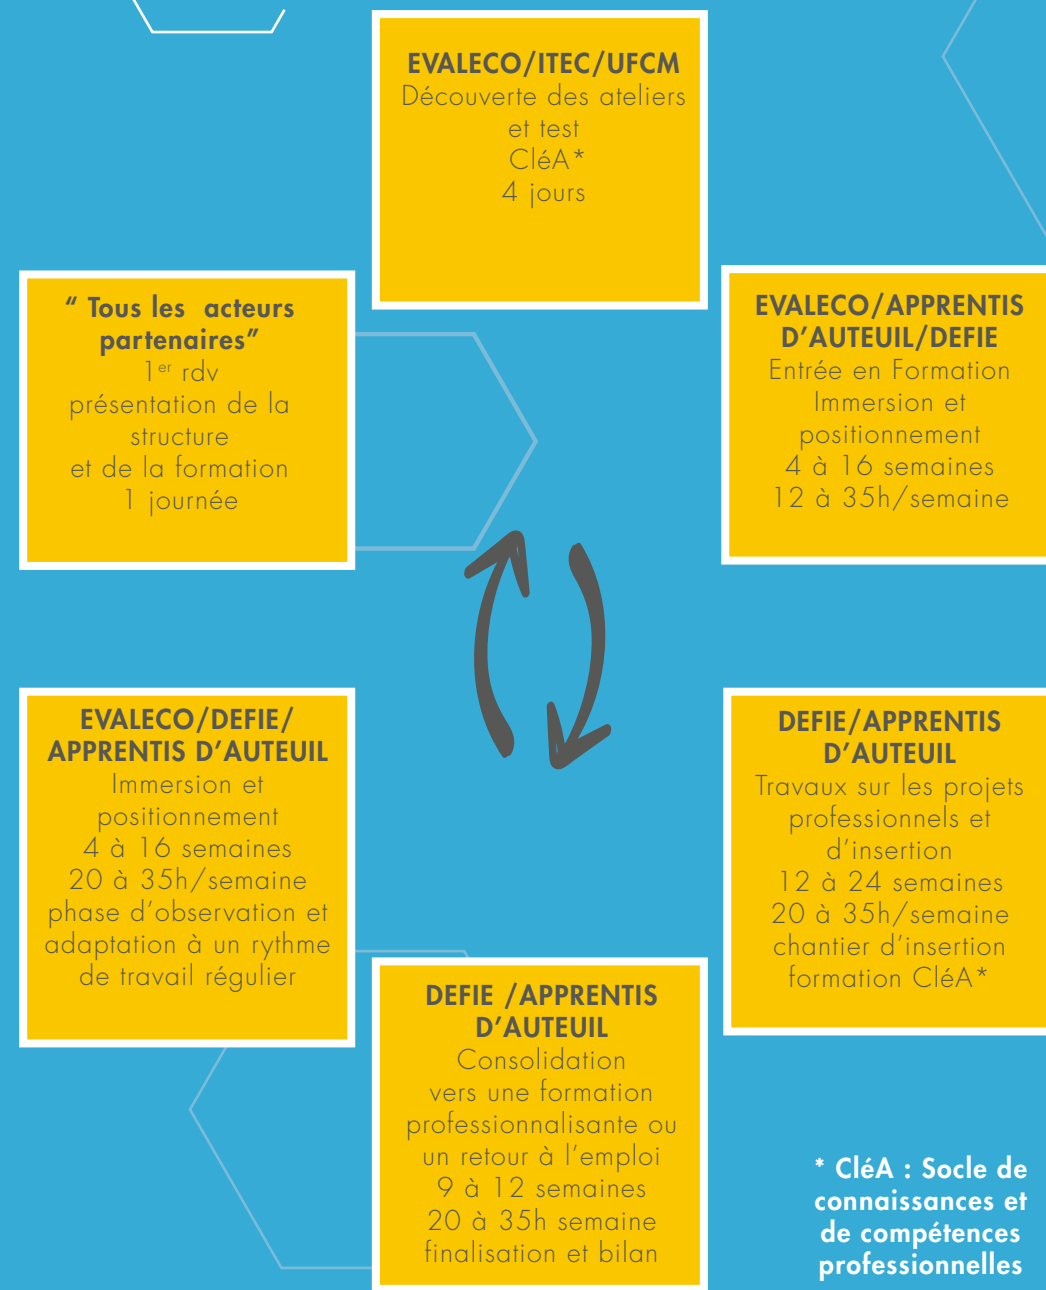 EVALECO/ITEC/UFCM
Découverte des ateliers
et test
CléA*
4 jours
“ Tous les acteurs
partenaires”
1er rdv
présentation de la
structure
et de la formation
1 journée
EVALECO/APPRENTIS
D’AUTEUIL/DEFIE
Entrée en Formation
Immersion et
positionnement
4 à 16 semaines
12 à 35h/semaine
EVALECO/DEFIE/
APPRENTIS D’AUTEUIL
Immersion et
positionnement
4 à 16 semaines
20 à 35h/semaine
phase d’observation et
adaptation à un rythme
de travail régulier
DEFIE/APPRENTIS
D’AUTEUIL
Travaux sur les projets
professionnels et
d’insertion
12 à 24 semaines
20 à 35h/semaine
chantier d’insertion
formation CléA*
DEFIE /APPRENTIS
D’AUTEUIL
Consolidation
vers une formation
professionnalisante ou
un retour à l’emploi
9 à 12 semaines
20 à 35h semaine
finalisation et bilan
* CléA : Socle de
connaissances et
de compétences
professionnelles